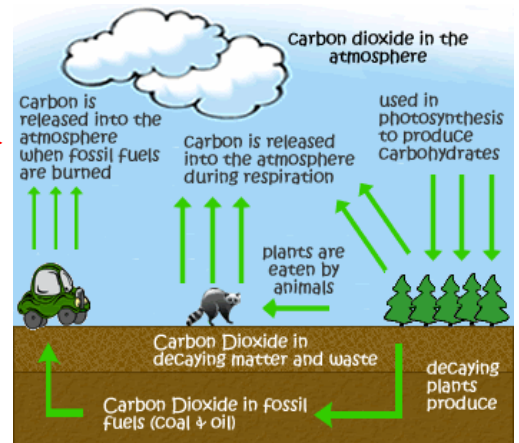 Carbon dioxide in the
atmosphere
Carbon is
released into the
atmosphere
when fossil fuels
are burned
Carbon is released
into the atmosphere
during respiration
used in
photosynthesis
to produce
carbohydrates
plants are
eaten by
animals
Carbon Dioxide in
decaying matter and waste
decaying
plants
produce
Carbon Dioxide in fossil
fuels (coal & oil)